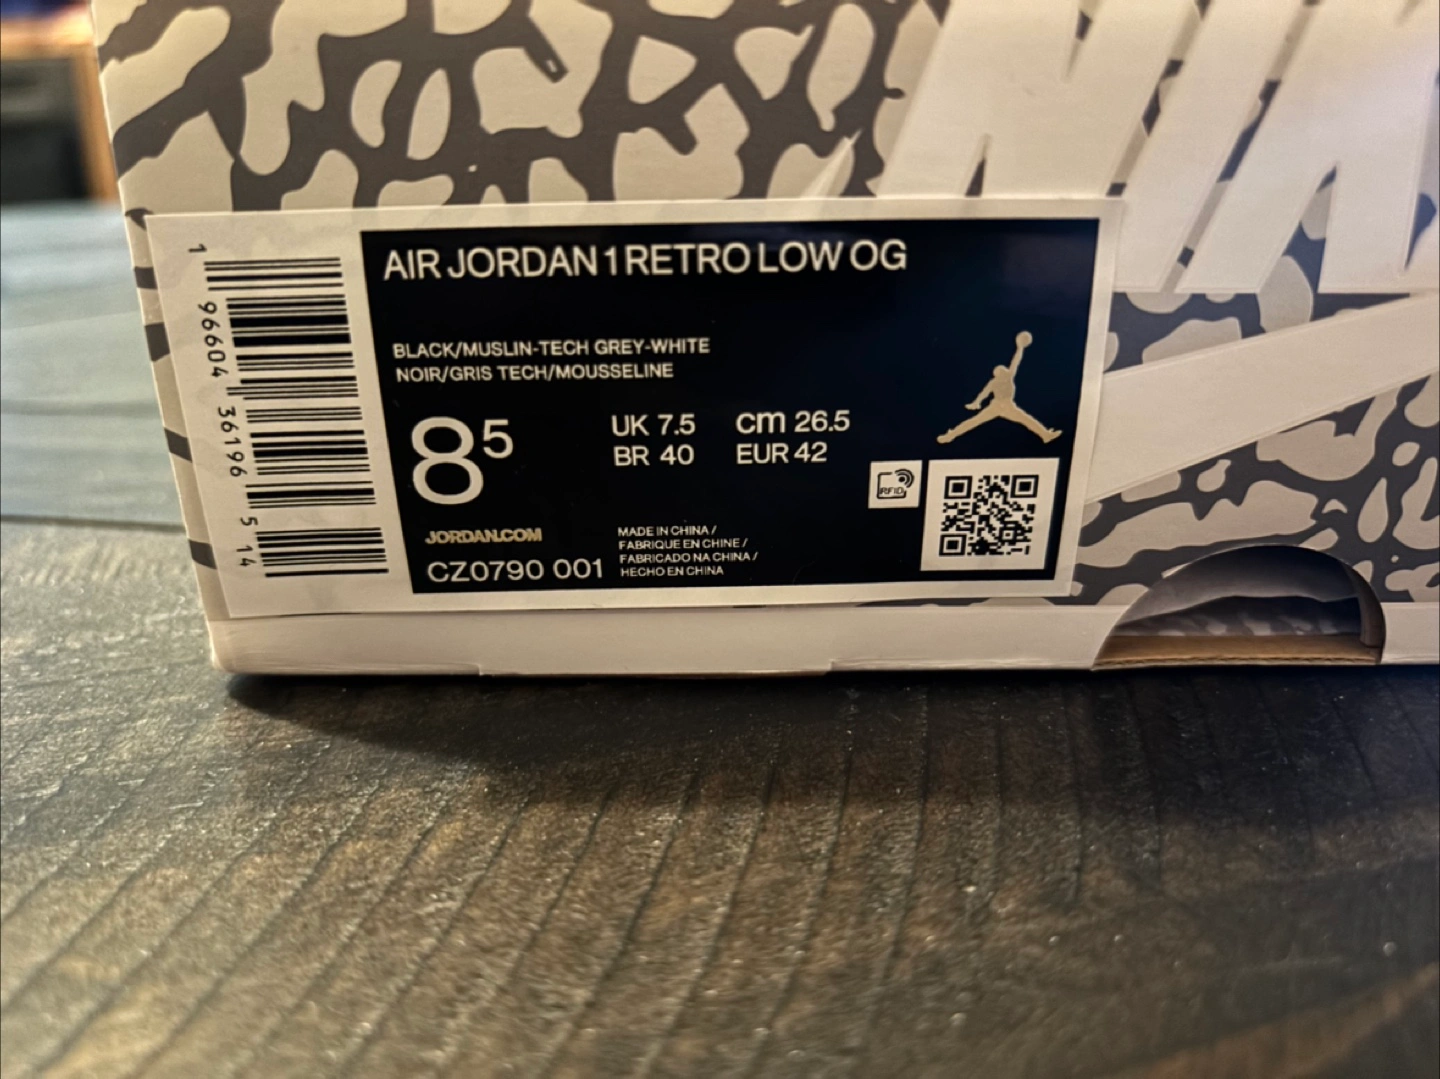 NIK
AIR JORDAN 1 RETRO LOW OG
BLACK/MUSLIN-TECH GREY-WHITE
NOIR/GRIS TECH/MOUSSELINE
8 5
UK 7.5 cm 26.5
BR 40 EUR 42
RFID
JORDAN.COM
CZ0790 001
MADE IN CHINA /
FABRIQUE EN CHINE /
FABRICADO NA CHINA /
HECHO EN CHINA
1 96604 36196 5 14